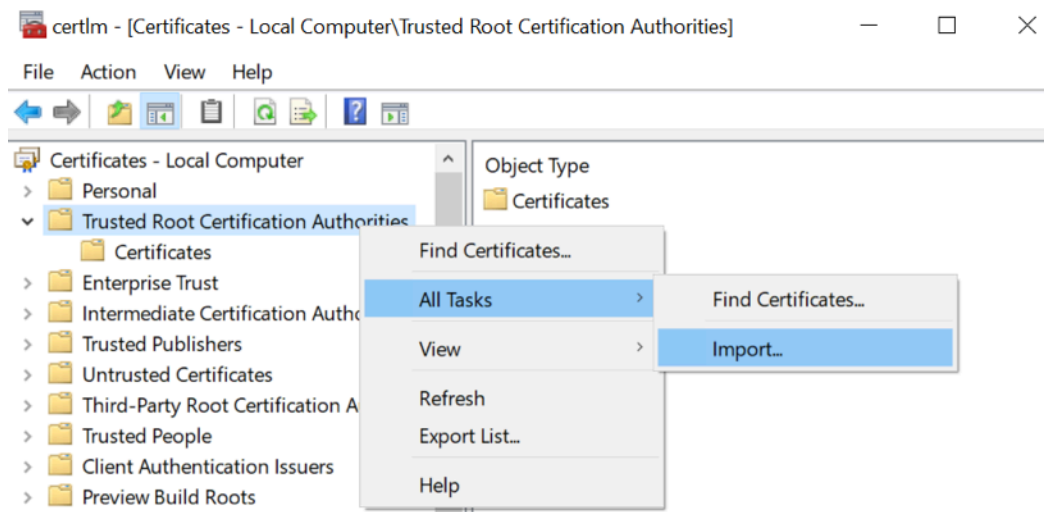 certlm - [Certificates - Local Computer\Trusted Root Certification Authorities]
File Action View Help
Certificates - Local Computer
Personal
Trusted Root Certification Authorities
Certificates
Enterprise Trust
Intermediate Certification Autho
Trusted Publishers
Untrusted Certificates
Third-Party Root Certification A
Trusted People
Client Authentication Issuers
Preview Build Roots
Object Type
Certificates
Find Certificates...
All Tasks
View
Refresh
Export List...
Help
Find Certificates...
Import...